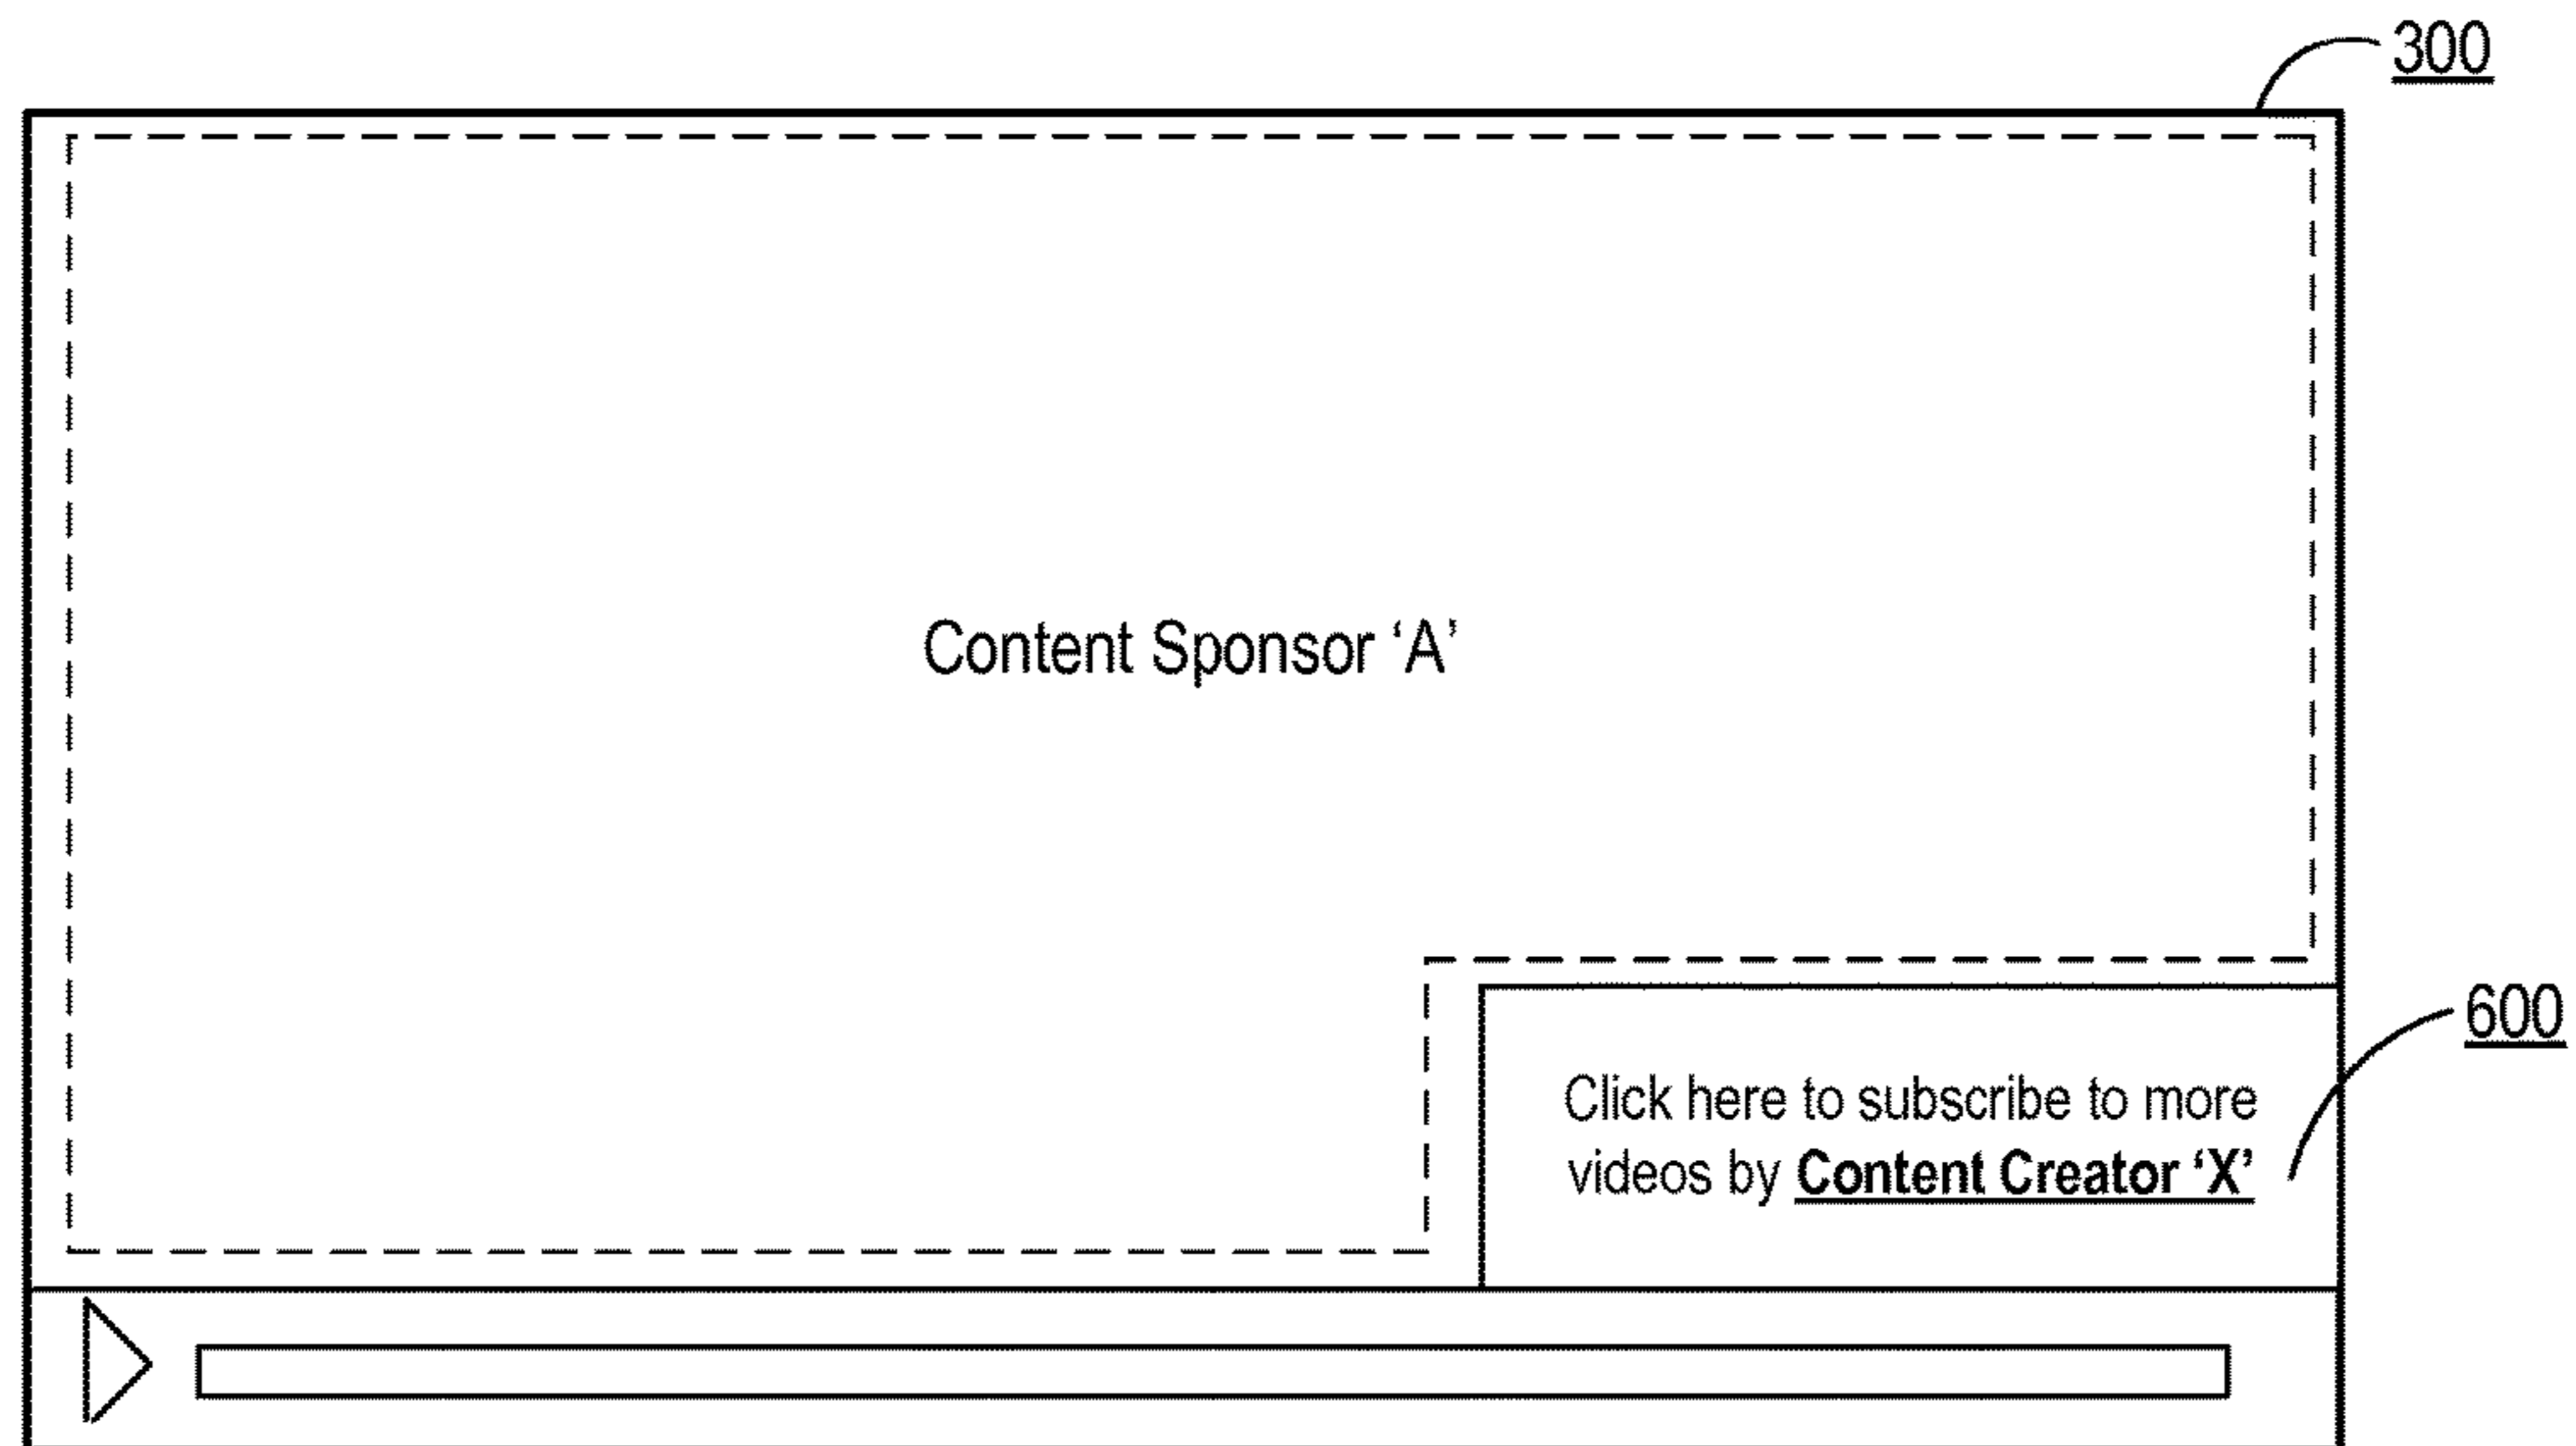 300
Content Sponsor ‘A’
600
Click here to subscribe to more
videos by Content Creator ‘X’